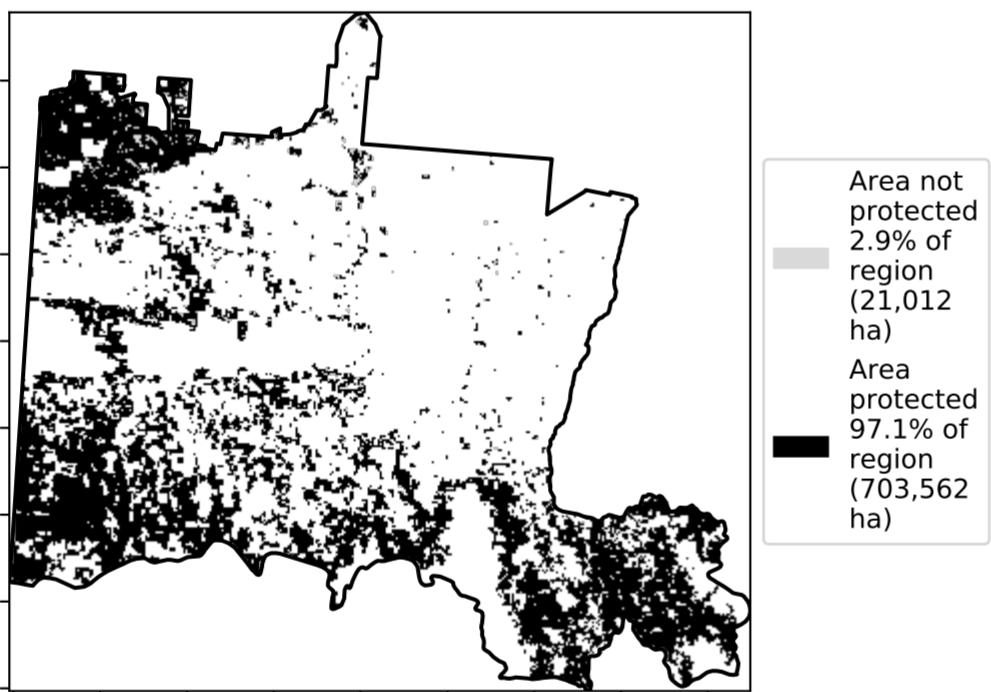 Area not
protected
2.9% of
region
(21,012
ha)
Area
protected
97.1% of
region
(703,562
ha)